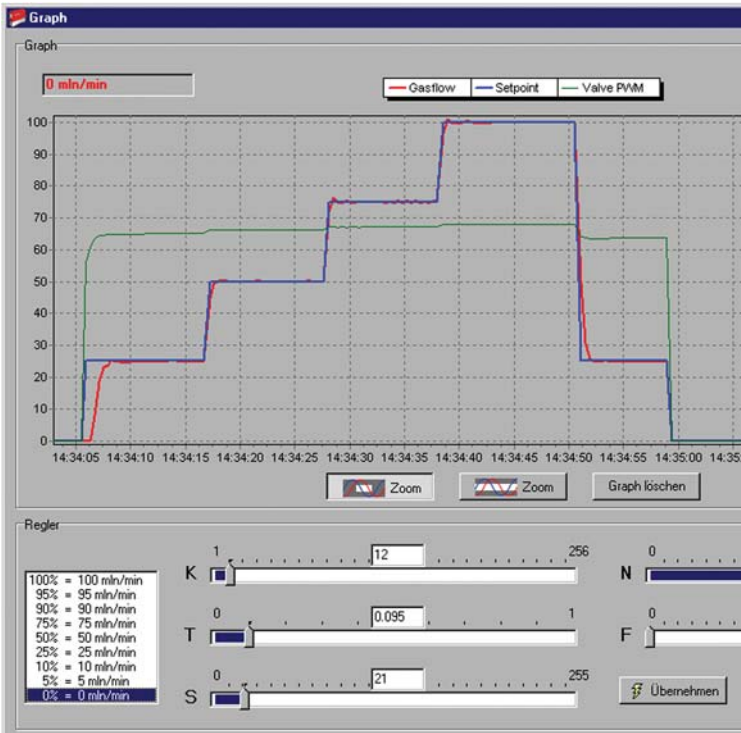 Graph
Graph
0 mln/min
Gasflow Setpoint Valve PWM
100
90
80
70
60
50
40
30
20
10
0
14:34:05 14:34:10 14:34:15 14:34:20 14:34:25 14:34:30 14:34:35 14:34:40 14:34:45 14:34:50 14:34:55 14:35:00 14:35:
Zoom Zoom Graph löschen
Regler
100% = 100 mln/min
95% = 95 mln/min
90% = 90 mln/min
75% = 75 mln/min
50% = 50 mln/min
25% = 25 mln/min
10% = 10 mln/min
5% = 5 mln/min
0% = 0 mln/min
1 12 256
K
0 0.095 1
T
0 21 255
S
0
N
0
F
Übernehmen